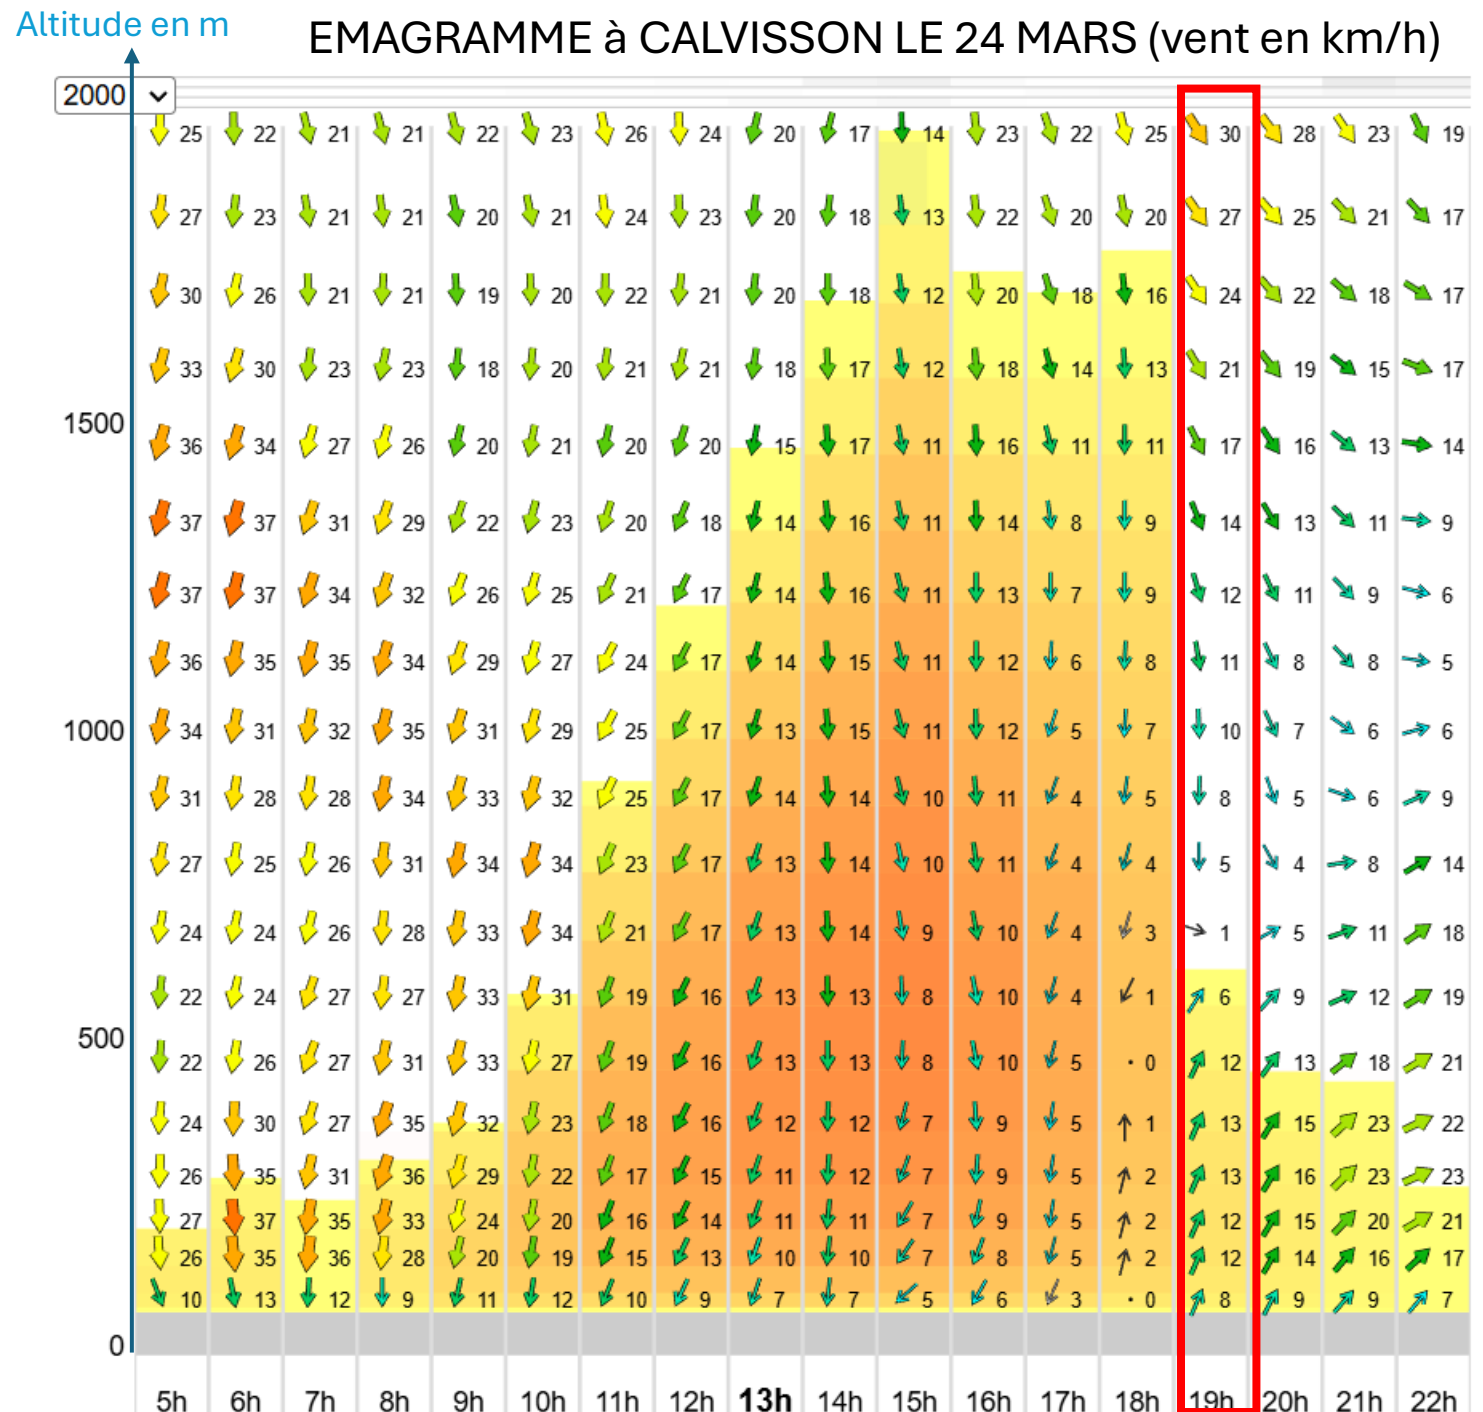 Altitude en m
EMAGRAMME à CALVISSON LE 24 MARS (vent en km/h)
2000
25 22 21 21 22 23 26 24 20 17 14 23 22 25 30 28 23 19
27 23 21 21 20 21 24 23 20 18 13 22 20 20 27 25 21 17
30 26 21 21 19 20 22 21 20 18 12 20 18 16 24 22 18 17
33 30 23 23 18 20 21 21 18 17 12 18 14 13 21 19 15 17
1500
36 34 27 26 20 21 20 20 15 17 11 16 11 11 17 16 13 14
37 37 31 29 22 23 20 18 14 16 11 14 8 9 14 13 11 9
37 37 34 32 26 25 21 17 14 16 11 13 7 9 12 11 9 6
36 35 35 34 29 27 24 17 14 15 11 12 6 8 11 8 8 5
1000
34 31 32 35 31 29 25 17 13 15 11 12 5 7 10 7 6 6
31 28 28 34 33 32 25 17 14 14 10 11 4 5 8 5 6 9
27 25 26 31 34 34 23 17 13 14 10 11 4 4 5 4 8 14
24 24 26 28 33 34 21 17 13 14 9 10 4 3 1 5 11 18
22 24 27 27 33 31 19 16 13 13 8 10 4 1 6 9 12 19
500
22 26 27 31 33 27 19 16 13 13 8 10 5 0 12 13 18 21
24 30 27 35 32 23 18 16 12 12 7 9 5 1 13 15 23 22
26 35 31 36 29 22 17 15 11 12 7 9 5 2 13 16 23 23
27 37 35 33 24 20 16 14 11 11 7 9 5 2 12 15 20 21
26 35 36 28 20 19 15 13 10 10 7 8 5 2 12 14 16 17
10 13 12 9 11 12 10 9 7 7 5 6 3 0 8 9 9 7
0
5h 6h 7h 8h 9h 10h 11h 12h 13h 14h 15h 16h 17h 18h 19h 20h 21h 22h